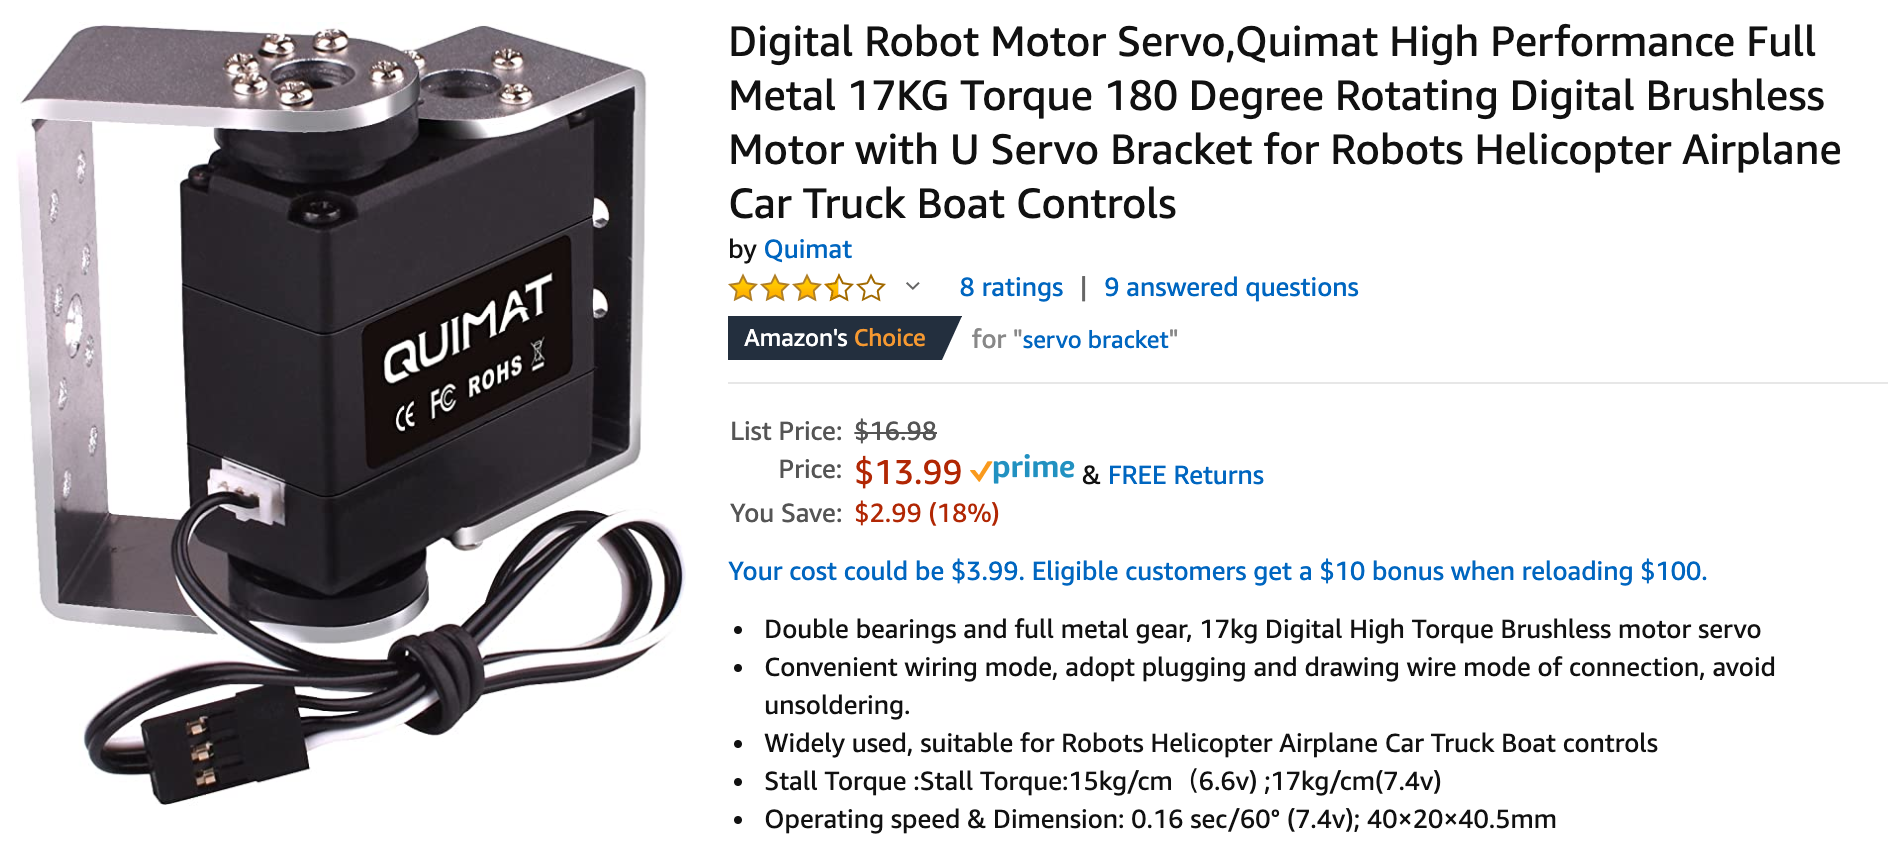 QUIMAT
CE FC ROHS
Digital Robot Motor Servo,Quimat High Performance Full
Metal 17KG Torque 180 Degree Rotating Digital Brushless
Motor with U Servo Bracket for Robots Helicopter Airplane
Car Truck Boat Controls
by Quimat
8 ratings | 9 answered questions
Amazon's Choice for "servo bracket"
List Price: $16.98
Price: $13.99 prime & FREE Returns
You Save: $2.99 (18%)
Your cost could be $3.99. Eligible customers get a $10 bonus when reloading $100.
• Double bearings and full metal gear, 17kg Digital High Torque Brushless motor servo
• Convenient wiring mode, adopt plugging and drawing wire mode of connection, avoid
unsoldering.
• Widely used, suitable for Robots Helicopter Airplane Car Truck Boat controls
• Stall Torque :Stall Torque:15kg/cm（6.6v) ;17kg/cm(7.4v)
• Operating speed & Dimension: 0.16 sec/60° (7.4v); 40×20×40.5mm